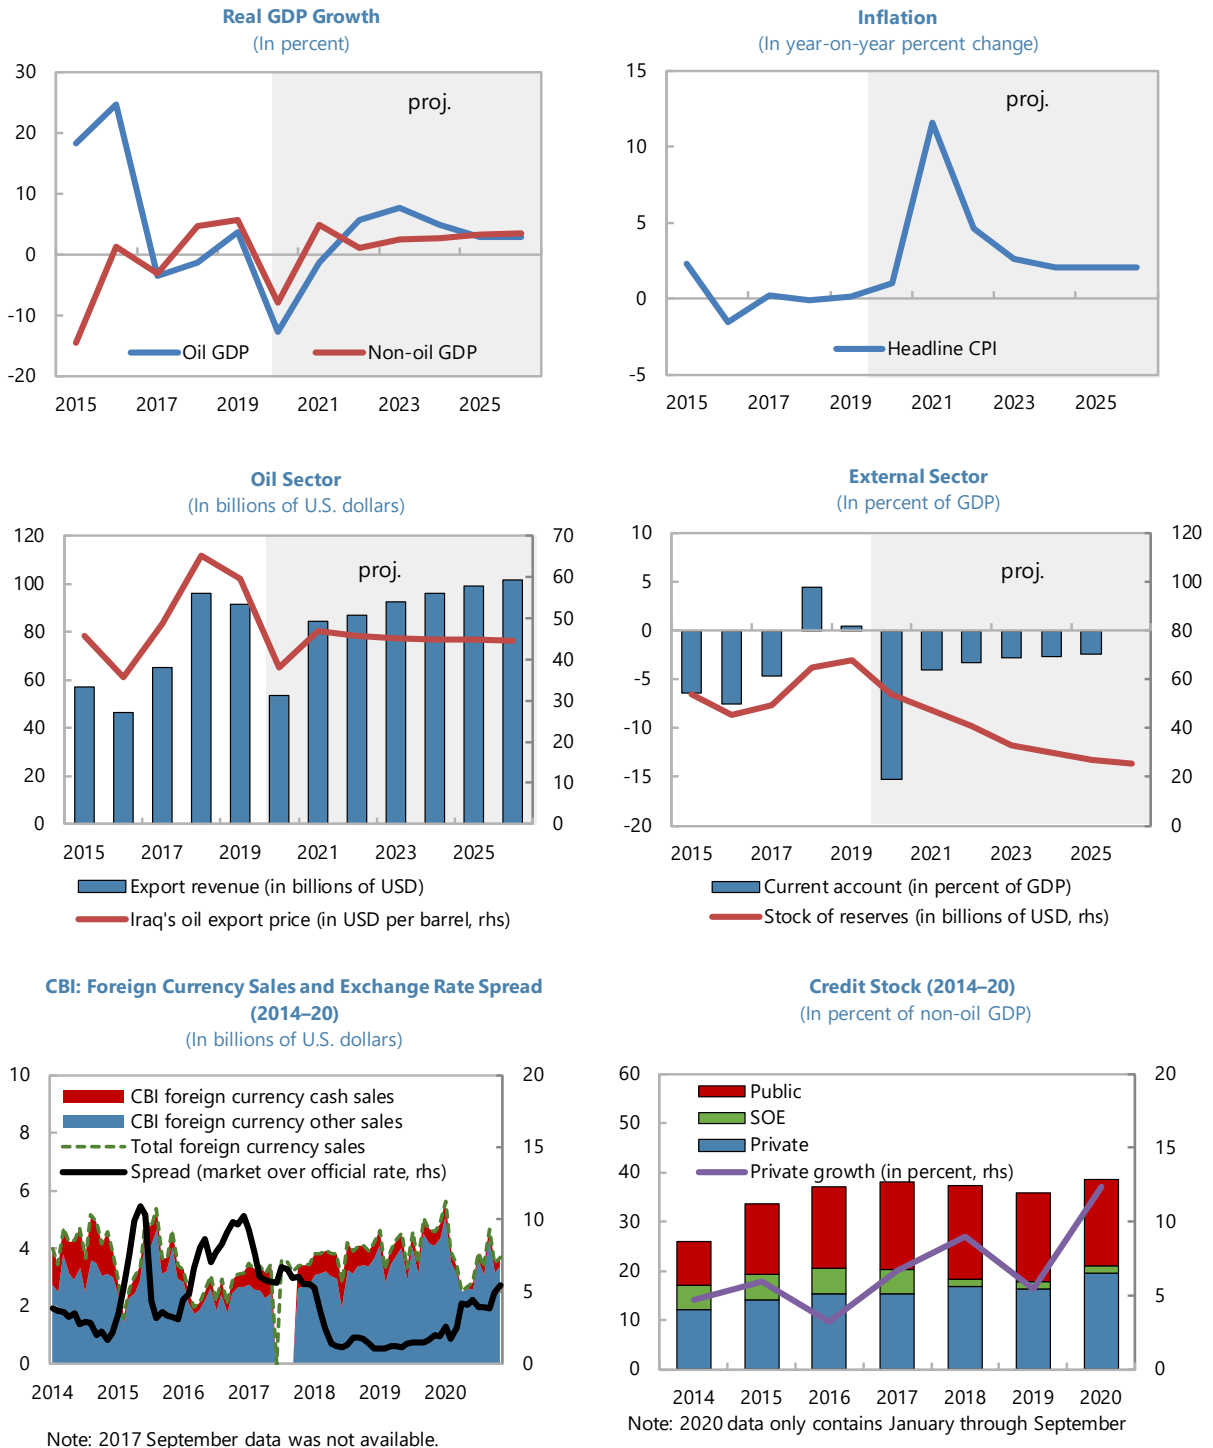 Real GDP Growth
(In percent)
30
20
10
0
-10
-20
proj.
Oil GDP
Non-oil GDP
2015 2017 2019 2021 2023 2025
Inflation
(In year-on-year percent change)
15
10
5
0
-5
proj.
Headline CPI
2015 2017 2019 2021 2023 2025
Oil Sector
(In billions of U.S. dollars)
120
100
80
60
40
20
0
70
60
50
40
30
20
10
0
proj.
2015 2017 2019 2021 2023 2025
Export revenue (in billions of USD)
Iraq's oil export price (in USD per barrel, rhs)
External Sector
(In percent of GDP)
10
5
0
-5
-10
-15
-20
120
100
80
60
40
20
0
proj.
2015 2017 2019 2021 2023 2025
Current account (in percent of GDP)
Stock of reserves (in billions of USD, rhs)
CBI: Foreign Currency Sales and Exchange Rate Spread
(2014–20)
(In billions of U.S. dollars)
10
8
6
4
2
0
20
15
10
5
0
CBI foreign currency cash sales
CBI foreign currency other sales
Total foreign currency sales
Spread (market over official rate, rhs)
2014 2015 2016 2017 2018 2019 2020
Note: 2017 September data was not available.
Credit Stock (2014–20)
(In percent of non-oil GDP)
60
50
40
30
20
10
0
20
15
10
5
0
Public
SOE
Private
Private growth (in percent, rhs)
2014 2015 2016 2017 2018 2019 2020
Note: 2020 data only contains January through September